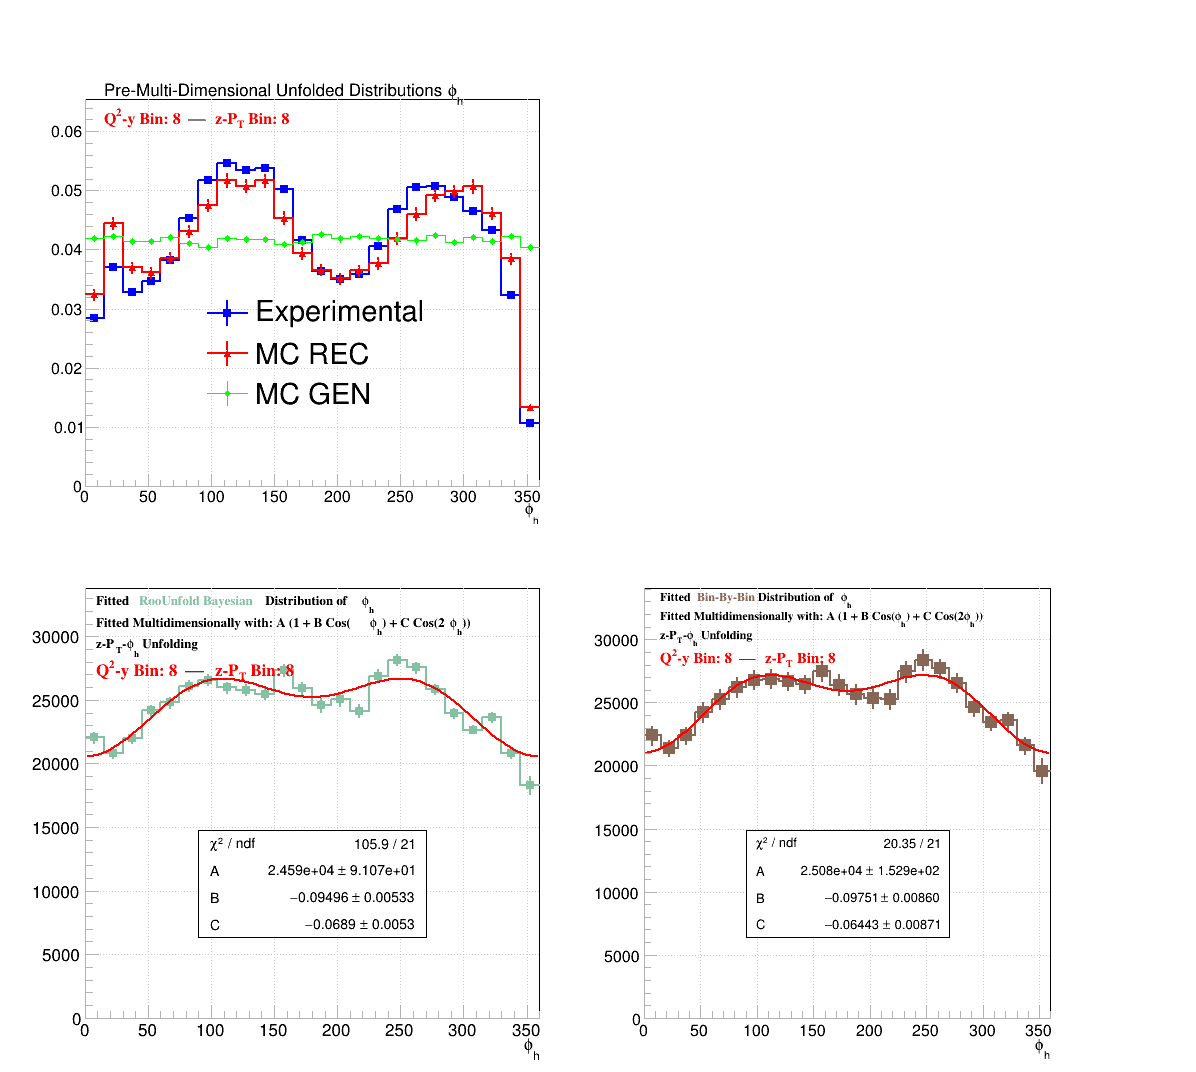 Pre-Multi-Dimensional Unfolded Distributions ϕh
Q²-y Bin: 8 — z-PT Bin: 8
0.06
0.05
0.04
0.03
0.02
0.01
0
Experimental
MC REC
MC GEN
0 50 100 150 200 250 300 350
ϕh
Fitted RooUnfold Bayesian Distribution of ϕh
Fitted Multidimensionally with: A (1 + B Cos( ϕh) + C Cos(2 ϕh))
z-PT-ϕh Unfolding
Q²-y Bin: 8 — z-PT Bin: 8
30000
25000
20000
15000
10000
5000
0
χ² / ndf 105.9 / 21
A 2.459e+04 ± 9.107e+01
B −0.09496 ± 0.00533
C −0.0689 ± 0.0053
0 50 100 150 200 250 300 350
ϕh
Fitted Bin-By-Bin Distribution of ϕh
Fitted Multidimensionally with: A (1 + B Cos(ϕh) + C Cos(2ϕh))
z-PT-ϕh Unfolding
Q²-y Bin: 8 — z-PT Bin: 8
30000
25000
20000
15000
10000
5000
0
χ² / ndf 20.35 / 21
A 2.508e+04 ± 1.529e+02
B −0.09751 ± 0.00860
C −0.06443 ± 0.00871
0 50 100 150 200 250 300 350
ϕh